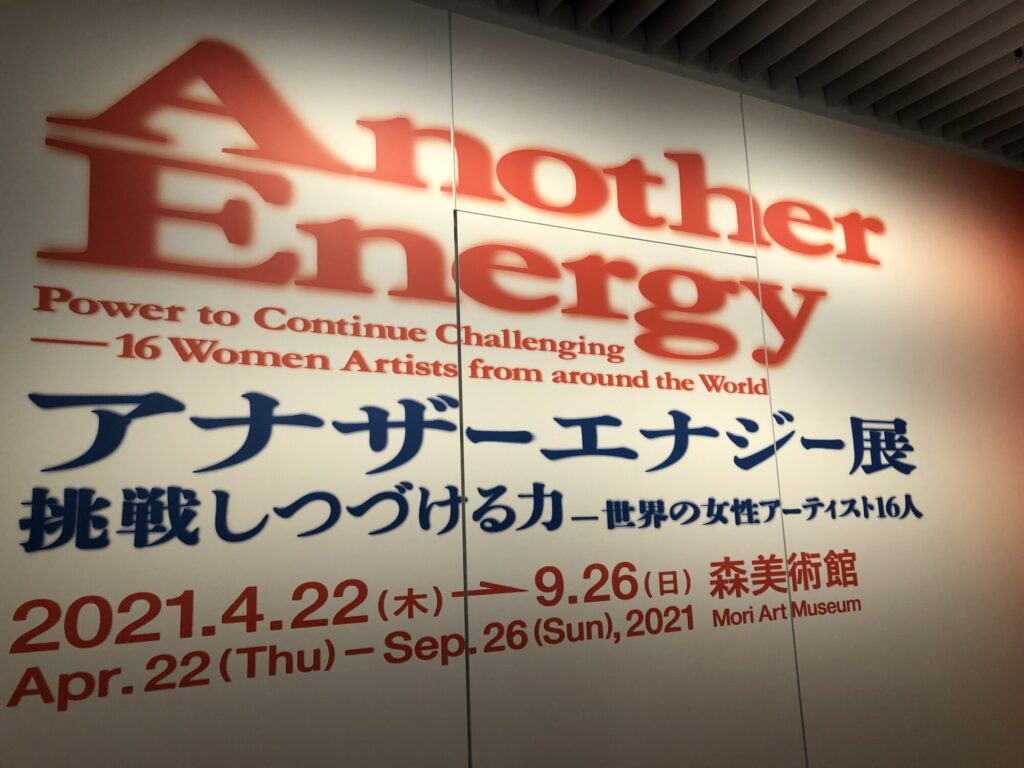 Another
Energy
Power to Continue Challenging
—16 Women Artists from around the World
アナザーエナジー展
挑戦しつづける力―世界の女性アーティスト16人
2021.4.22(木)→9.26(日) 森美術館
Apr. 22 (Thu) – Sep. 26 (Sun), 2021 Mori Art Museum